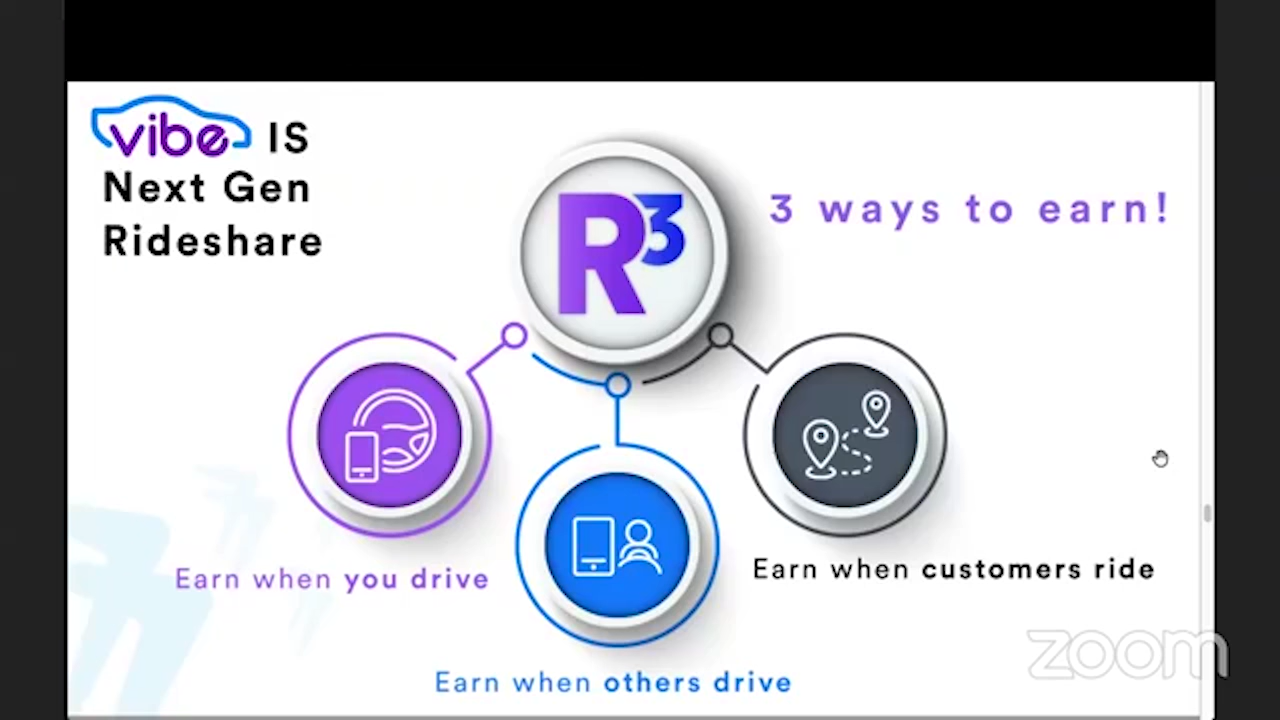 vibe IS
Next Gen
Rideshare
R³
3 ways to earn!
Earn when you drive
Earn when customers ride
Earn when others drive
zoom